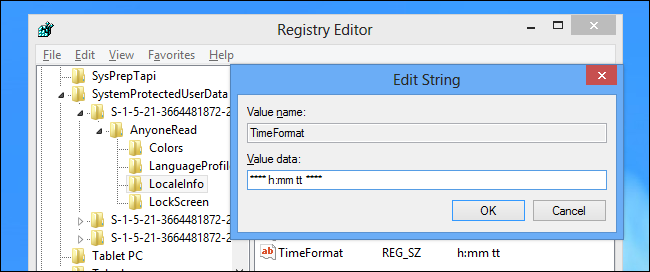 Registry Editor
File Edit View Favorites Help
SysPrepTapi
SystemProtectedUserData
S-1-5-21-3664481872-2
AnyoneRead
Colors
LanguageProfil
LocaleInfo
LockScreen
S-1-5-21-3664481872-2
S-1-5-21-3664481872-2
Tablet PC
Edit String
Value name:
TimeFormat
Value data:
**** h:mm tt ****
OK Cancel
TimeFormat REG_SZ h:mm tt